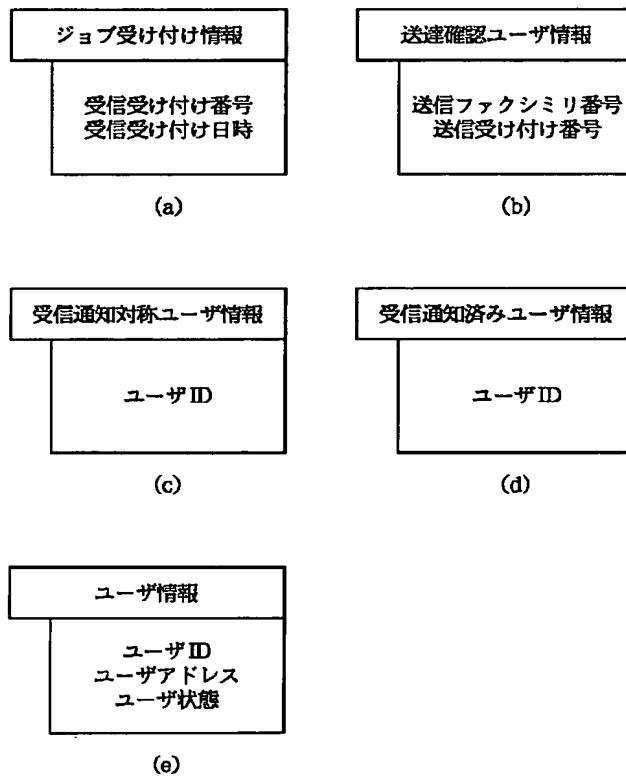 ジョブ受け付け情報
送達確認ユーザ情報
受信受け付け番号
受信受け付け日時
送信ファクシミリ番号
送信受け付け番号
(a)
(b)
受信通知対称ユーザ情報
受信通知済みユーザ情報
ユーザID
ユーザID
(c)
(d)
ユーザ情報
ユーザID
ユーザアドレス
ユーザ状態
(e)